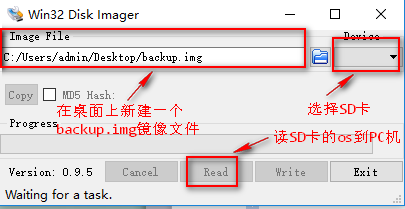 Win32 Disk Imager
Image File
Device
C:/Users/admin/Desktop/backup.img
Copy
MD5 Hash:
在桌面上新建一个
backup.img镜像文件
选择SD卡
Progress
读SD卡的os到PC机
Version: 0.9.5
Cancel
Read
Write
Exit
Waiting for a task.